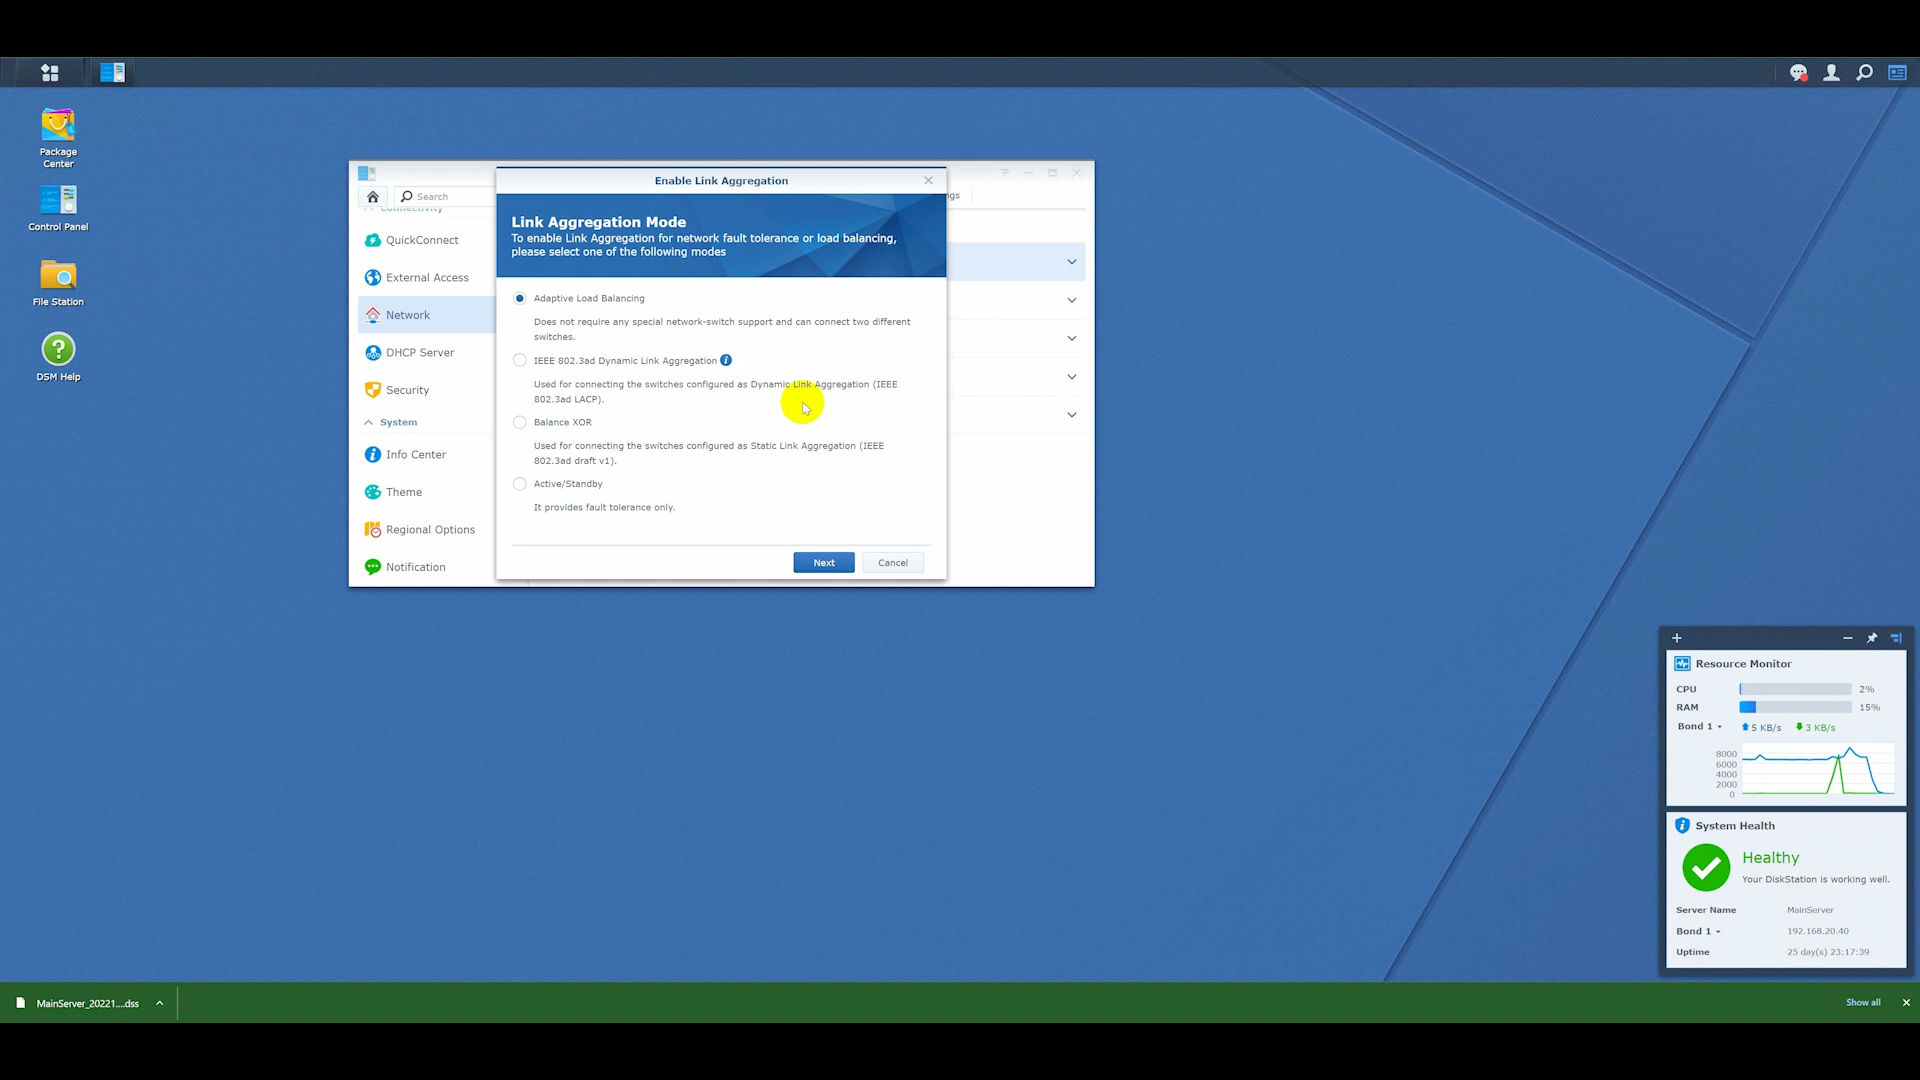 Package
Center
Control Panel
File Station
DSM Help
Search
Connectivity
QuickConnect
External Access
Network
DHCP Server
Security
System
Info Center
Theme
Regional Options
Notification
Enable Link Aggregation
Link Aggregation Mode
To enable Link Aggregation for network fault tolerance or load balancing,
please select one of the following modes
Adaptive Load Balancing
Does not require any special network-switch support and can connect two different
switches.
IEEE 802.3ad Dynamic Link Aggregation
Used for connecting the switches configured as Dynamic Link Aggregation (IEEE
802.3ad LACP).
Balance XOR
Used for connecting the switches configured as Static Link Aggregation (IEEE
802.3ad draft v1).
Active/Standby
It provides fault tolerance only.
Next
Cancel
ngs
Resource Monitor
CPU 2%
RAM 15%
Bond 1 5 KB/s 3 KB/s
8000
6000
4000
2000
0
System Health
Healthy
Your DiskStation is working well.
Server Name MainServer
Bond 1 192.168.20.40
Uptime 25 day(s) 23:17:39
MainServer_20221....dss
Show all